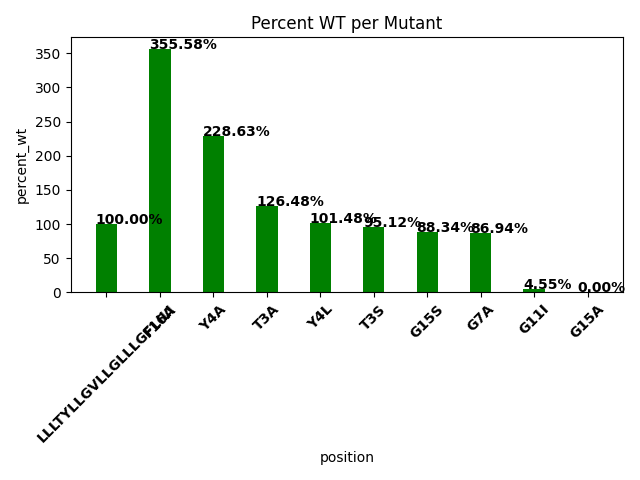 Percent WT per Mutant
percent_wt
350
300
250
200
150
100
50
0
100.00%
355.58%
228.63%
126.48%
101.48%
95.12%
88.34%
86.94%
4.55%
0.00%
Y4A
T3A
Y4L
T3S
G15S
G7A
G11I
G15A
position